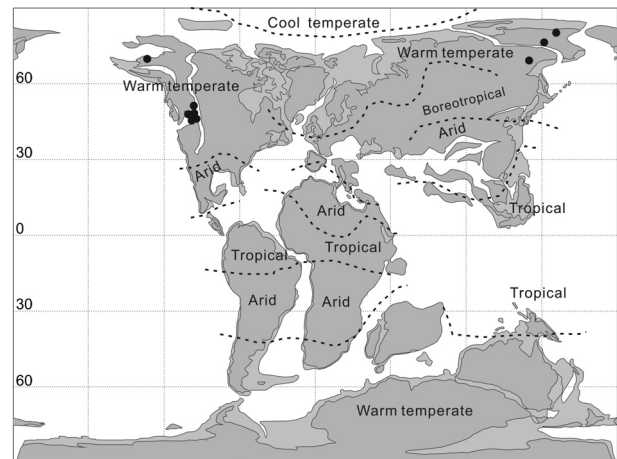 Cool temperate
Warm temperate
60
Warm temperate
Boreotropical
Arid
30
Arid
Arid
Tropical
0
Tropical
Tropical
Arid
Arid
Tropical
30
60
Warm temperate